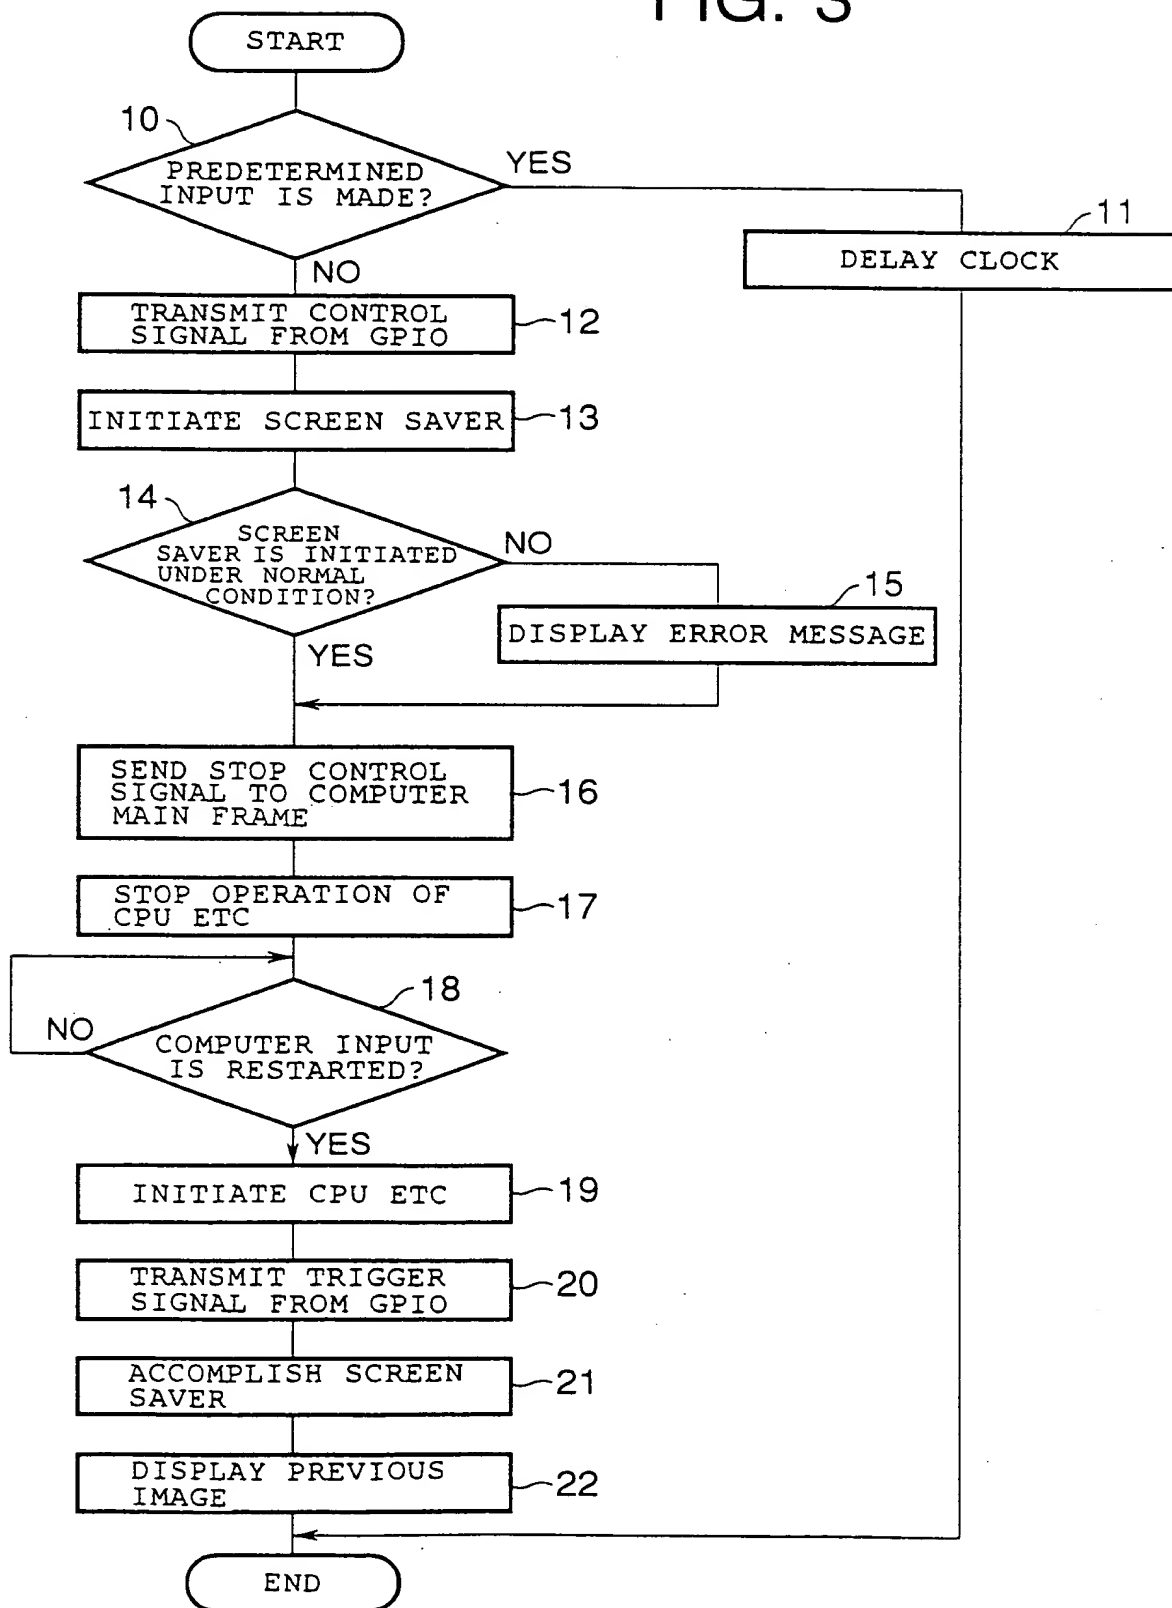 FIG. 3
START
10
PREDETERMINED
INPUT IS MADE?
YES
11
DELAY CLOCK
NO
TRANSMIT CONTROL
SIGNAL FROM GPIO
12
INITIATE SCREEN SAVER
13
14
SCREEN
SAVER IS INITIATED
UNDER NORMAL
CONDITION?
NO
15
DISPLAY ERROR MESSAGE
YES
SEND STOP CONTROL
SIGNAL TO COMPUTER
MAIN FRAME
16
STOP OPERATION OF
CPU ETC
17
18
NO
COMPUTER INPUT
IS RESTARTED?
YES
INITIATE CPU ETC
19
TRANSMIT TRIGGER
SIGNAL FROM GPIO
20
ACCOMPLISH SCREEN
SAVER
21
DISPLAY PREVIOUS
IMAGE
22
END